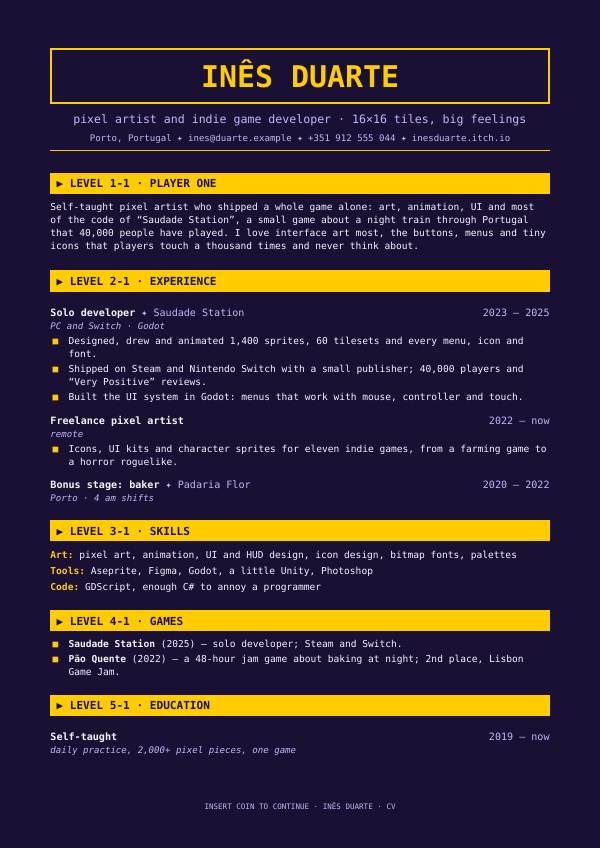 INÊS DUARTE
pixel artist and indie game developer · 16×16 tiles, big feelings
Porto, Portugal ✦ ines@duarte.example ✦ +351 912 555 044 ✦ inesduarte.itch.io
▶ LEVEL 1-1 · PLAYER ONE
Self-taught pixel artist who shipped a whole game alone: art, animation, UI and most
of the code of “Saudade Station”, a small game about a night train through Portugal
that 40,000 people have played. I love interface art most, the buttons, menus and tiny
icons that players touch a thousand times and never think about.
▶ LEVEL 2-1 · EXPERIENCE
Solo developer ✦ Saudade Station 2023 — 2025
PC and Switch · Godot
■ Designed, drew and animated 1,400 sprites, 60 tilesets and every menu, icon and
font.
■ Shipped on Steam and Nintendo Switch with a small publisher; 40,000 players and
“Very Positive” reviews.
■ Built the UI system in Godot: menus that work with mouse, controller and touch.
Freelance pixel artist 2022 — now
remote
■ Icons, UI kits and character sprites for eleven indie games, from a farming game to
a horror roguelike.
Bonus stage: baker ✦ Padaria Flor 2020 — 2022
Porto · 4 am shifts
▶ LEVEL 3-1 · SKILLS
Art: pixel art, animation, UI and HUD design, icon design, bitmap fonts, palettes
Tools: Aseprite, Figma, Godot, a little Unity, Photoshop
Code: GDScript, enough C# to annoy a programmer
▶ LEVEL 4-1 · GAMES
■ Saudade Station (2025) — solo developer; Steam and Switch.
■ Pão Quente (2022) — a 48-hour jam game about baking at night; 2nd place, Lisbon
Game Jam.
▶ LEVEL 5-1 · EDUCATION
Self-taught 2019 — now
daily practice, 2,000+ pixel pieces, one game
INSERT COIN TO CONTINUE · INÊS DUARTE · CV